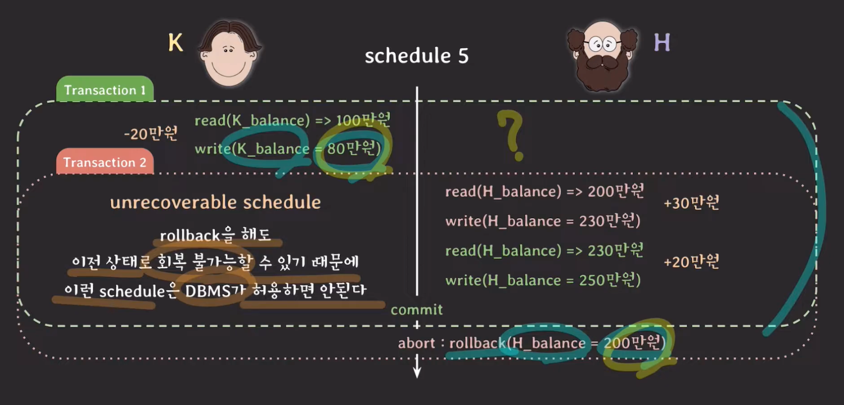 K
H
schedule 5
Transaction 1
read(K_balance) => 100만원
-20만원
write(K_balance = 80만원)
?
Transaction 2
unrecoverable schedule
rollback을 해도
이전 상태로 회복 불가능할 수 있기 때문에
이런 schedule은 DBMS가 허용하면 안된다
read(H_balance) => 200만원
+30만원
write(H_balance = 230만원)
read(H_balance) => 230만원
+20만원
write(H_balance = 250만원)
commit
abort : rollback(H_balance = 200만원)